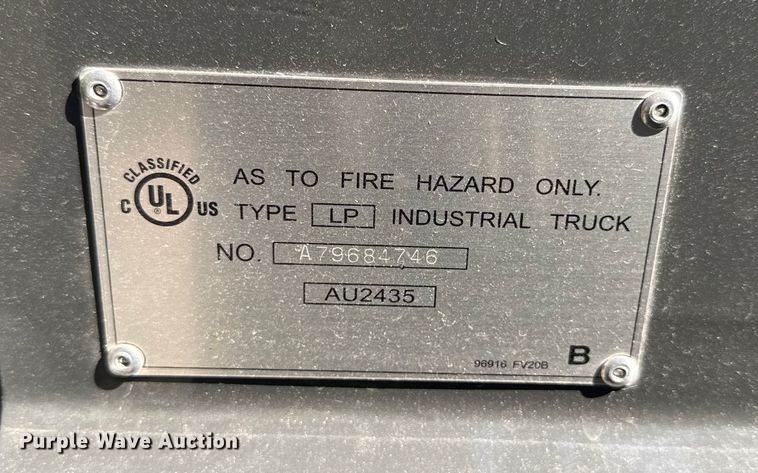 CLASSIFIED
C UL US
AS TO FIRE HAZARD ONLY.
TYPE LP INDUSTRIAL TRUCK
NO. A79684746
AU2435
96916 FV20B B
Purple Wave Auction